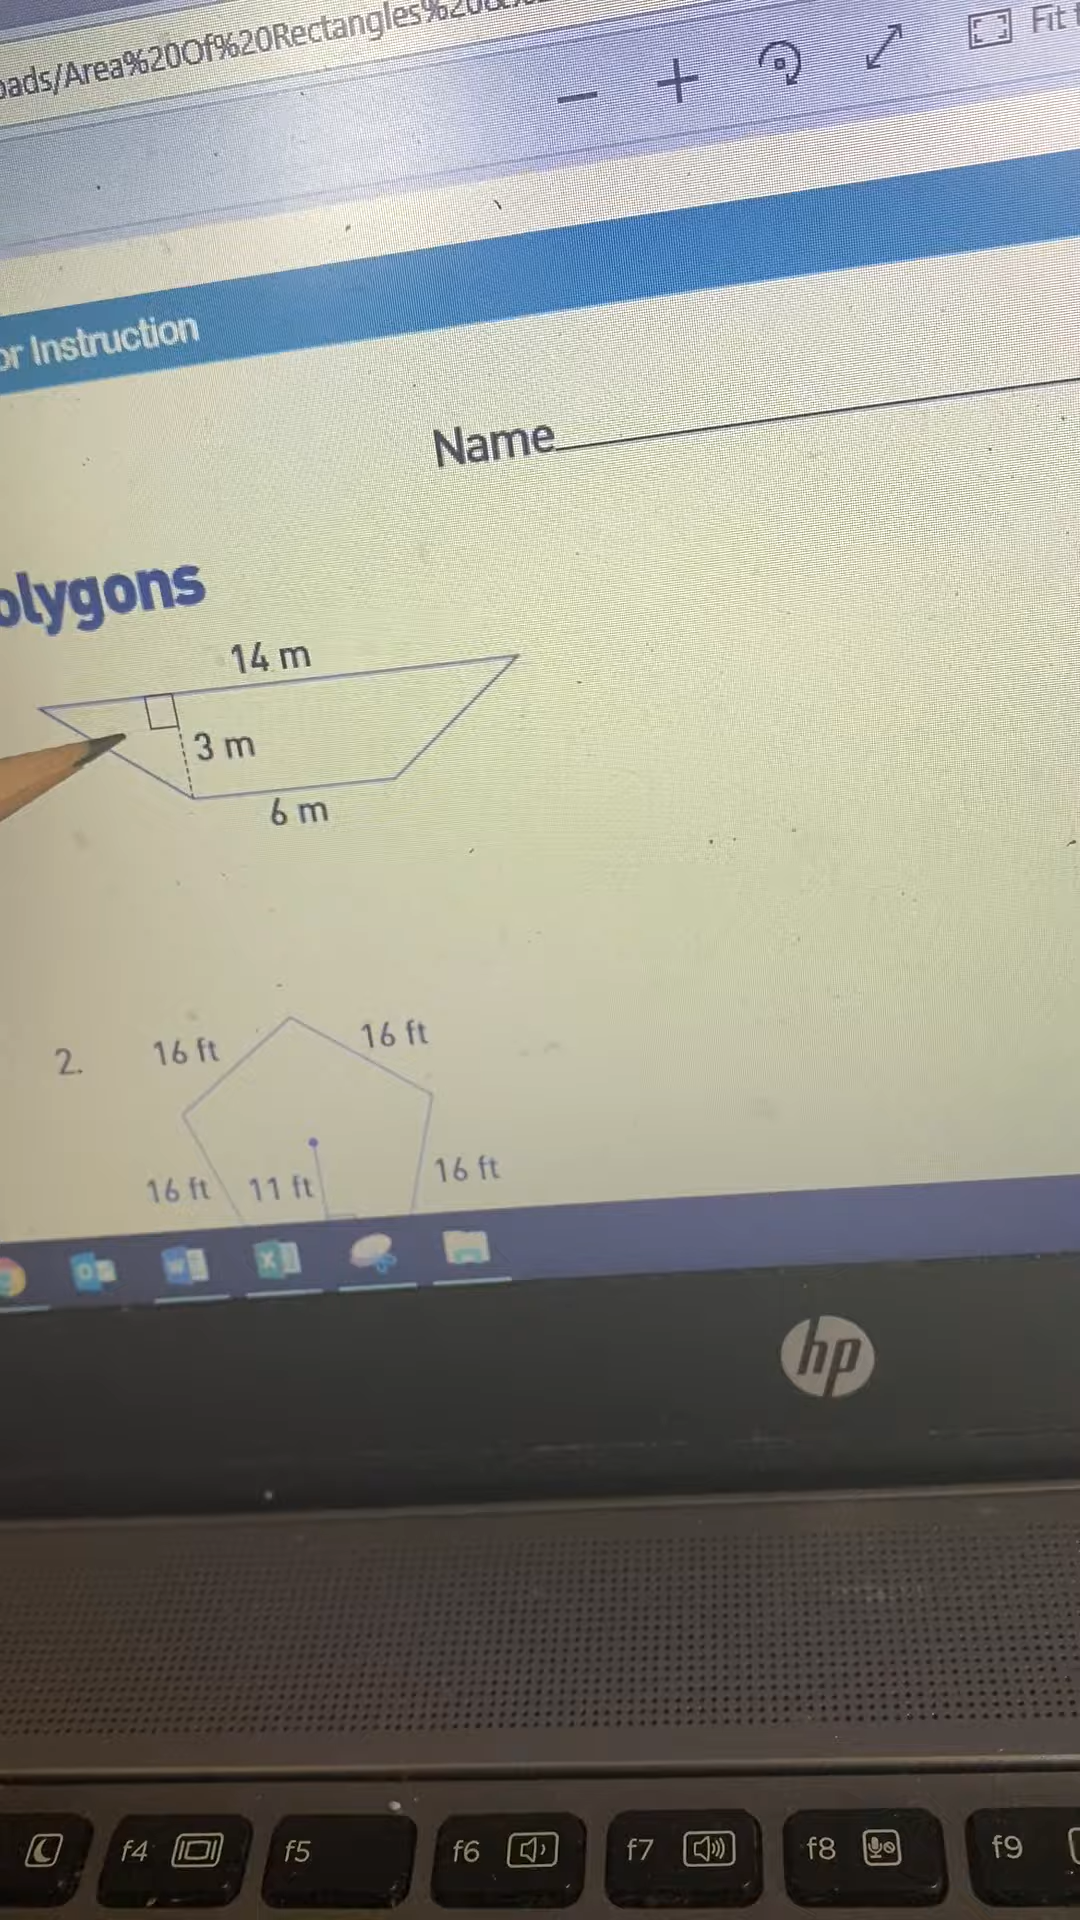 oads/Area%20Of%20Rectangles%20
Fit
or Instruction
Name
olygons
14 m
3 m
6 m
2.
16 ft
16 ft
16 ft
11 ft
16 ft
hp
f4
f5
f6
f7
f8
f9